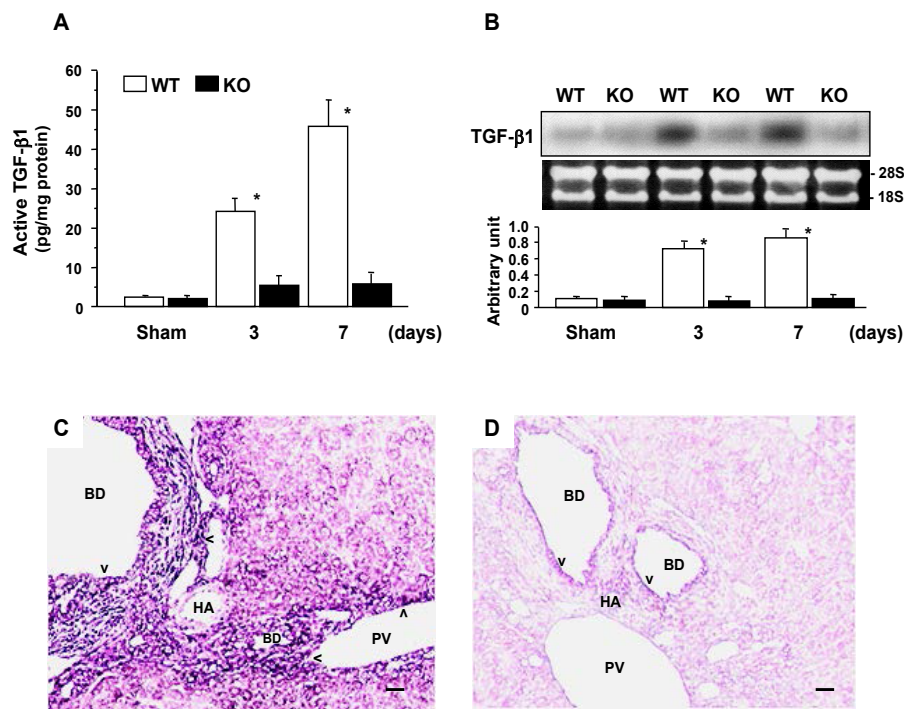 A
Active TGF-β1
(pg/mg protein)
60
50
40
30
20
10
0
WT KO
*
*
Sham 3 7 (days)
B
WT KO WT KO WT KO
TGF-β1
- 28S
- 18S
Arbitrary unit
1.0
0.8
0.6
0.4
0.2
0
*
*
Sham 3 7 (days)
C
BD
v
<
HA
BD
<
PV
^
D
BD
v
BD
v
HA
PV